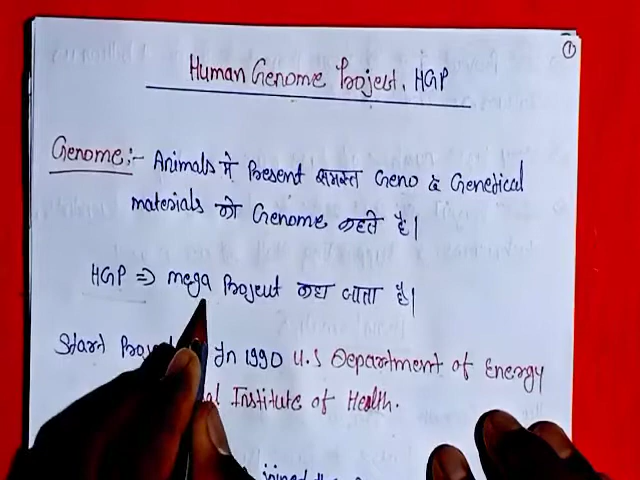 1
Human Genome Project. HGP
Genome:- Animals में Present समस्त Geno & Genetical
materials को Genome कहते है।
HGP => mega Project कहा जाता है।
Start In 1990 U.S Department of Energy
Institute of Health.
joined